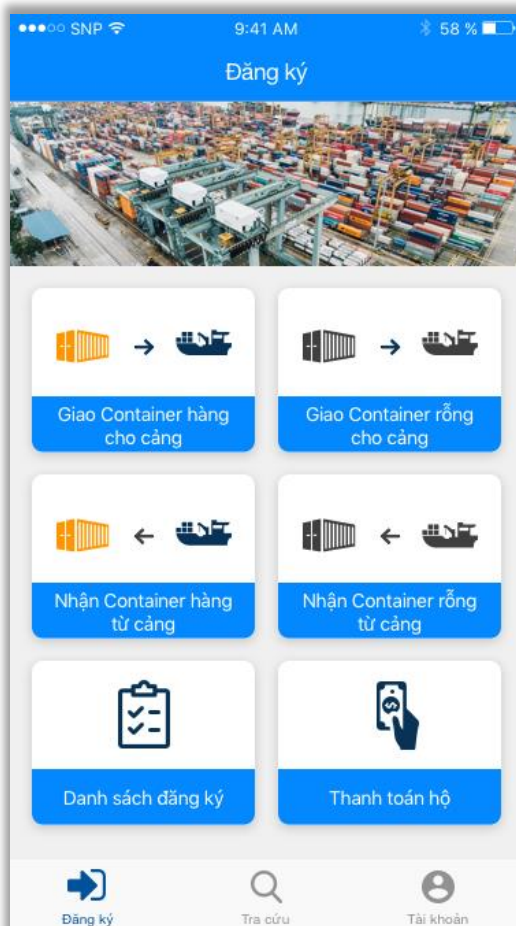 SNP 9:41 AM 58 %
Đăng ký
Giao Container hàng
cho cảng
Giao Container rỗng
cho cảng
Nhận Container hàng
từ cảng
Nhận Container rỗng
từ cảng
Danh sách đăng ký
Thanh toán hộ
Đăng ký
Tra cứu
Tài khoản